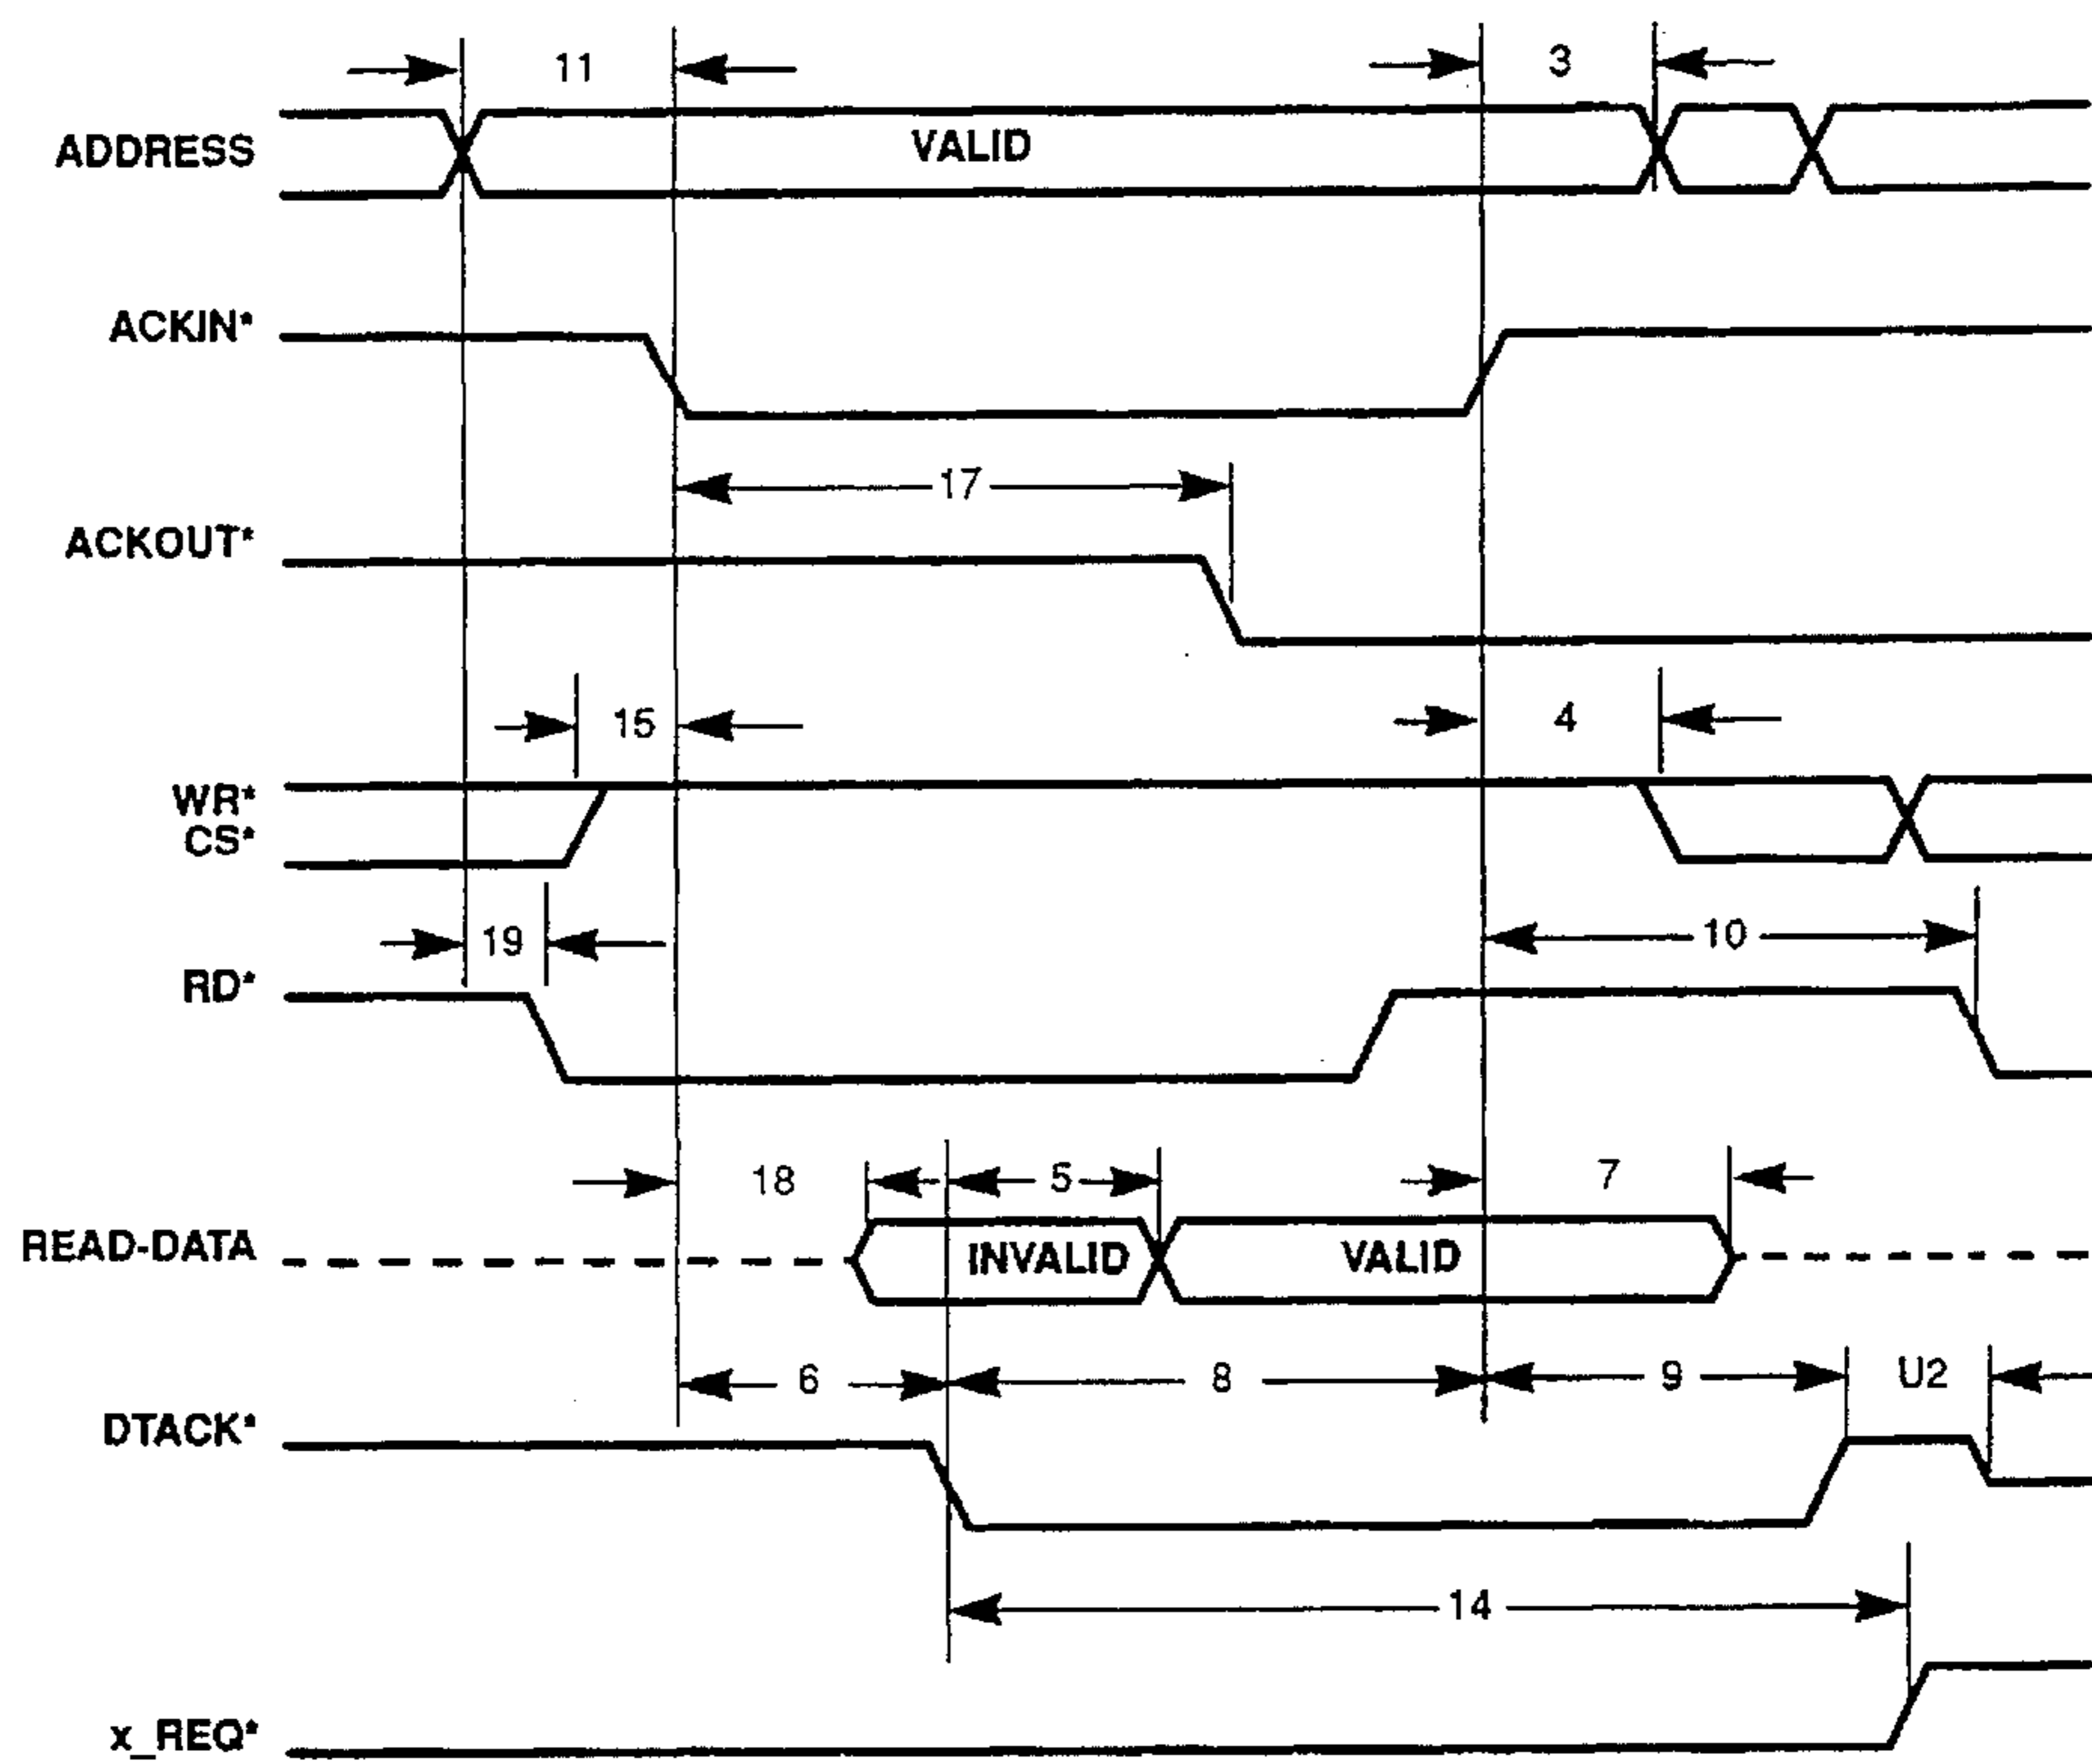 11 3
ADDRESS VALID
ACKIN*
17
ACKOUT*
15 4
WR*
CS*
19 10
RD*
18 5 7
READ-DATA INVALID VALID
6 8 9 U2
DTACK*
14
x_REQ*